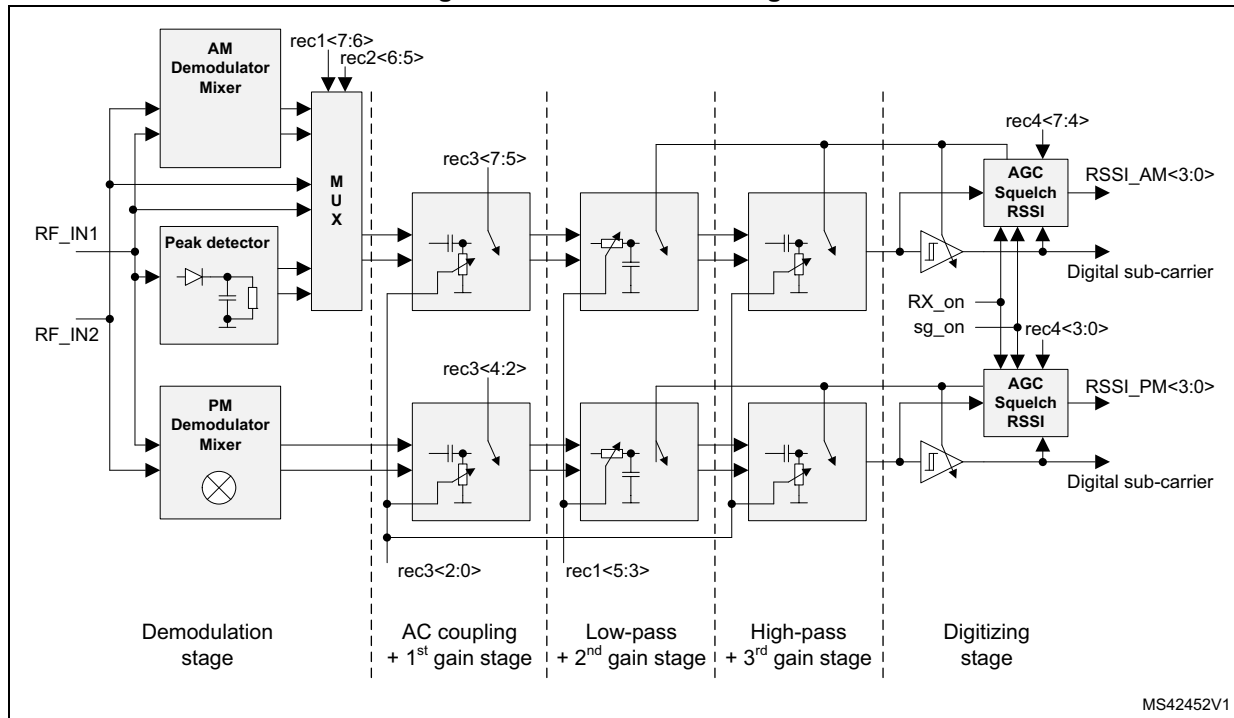 rec1<7:6>
rec2<6:5>
AM
Demodulator
Mixer
M
U
X
rec3<7:5>
rec4<7:4>
AGC
Squelch
RSSI
RSSI_AM<3:0>
RF_IN1
Peak detector
Digital sub-carrier
RX_on
RF_IN2
sg_on
rec4<3:0>
rec3<4:2>
PM
Demodulator
Mixer
AGC
Squelch
RSSI
RSSI_PM<3:0>
Digital sub-carrier
rec3<2:0>
rec1<5:3>
Demodulation
stage
AC coupling
+ 1st gain stage
Low-pass
+ 2nd gain stage
High-pass
+ 3rd gain stage
Digitizing
stage
MS42452V1